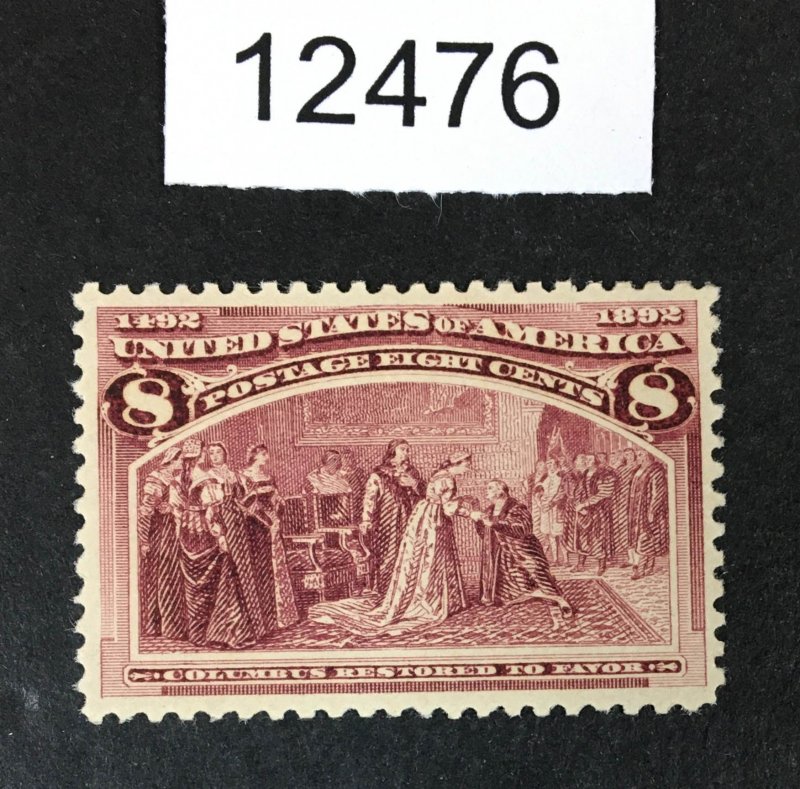 12476
1492 1892
UNITED STATES OF AMERICA
8 POSTAGE EIGHT CENTS 8
COLUMBUS RESTORED TO FAVOR